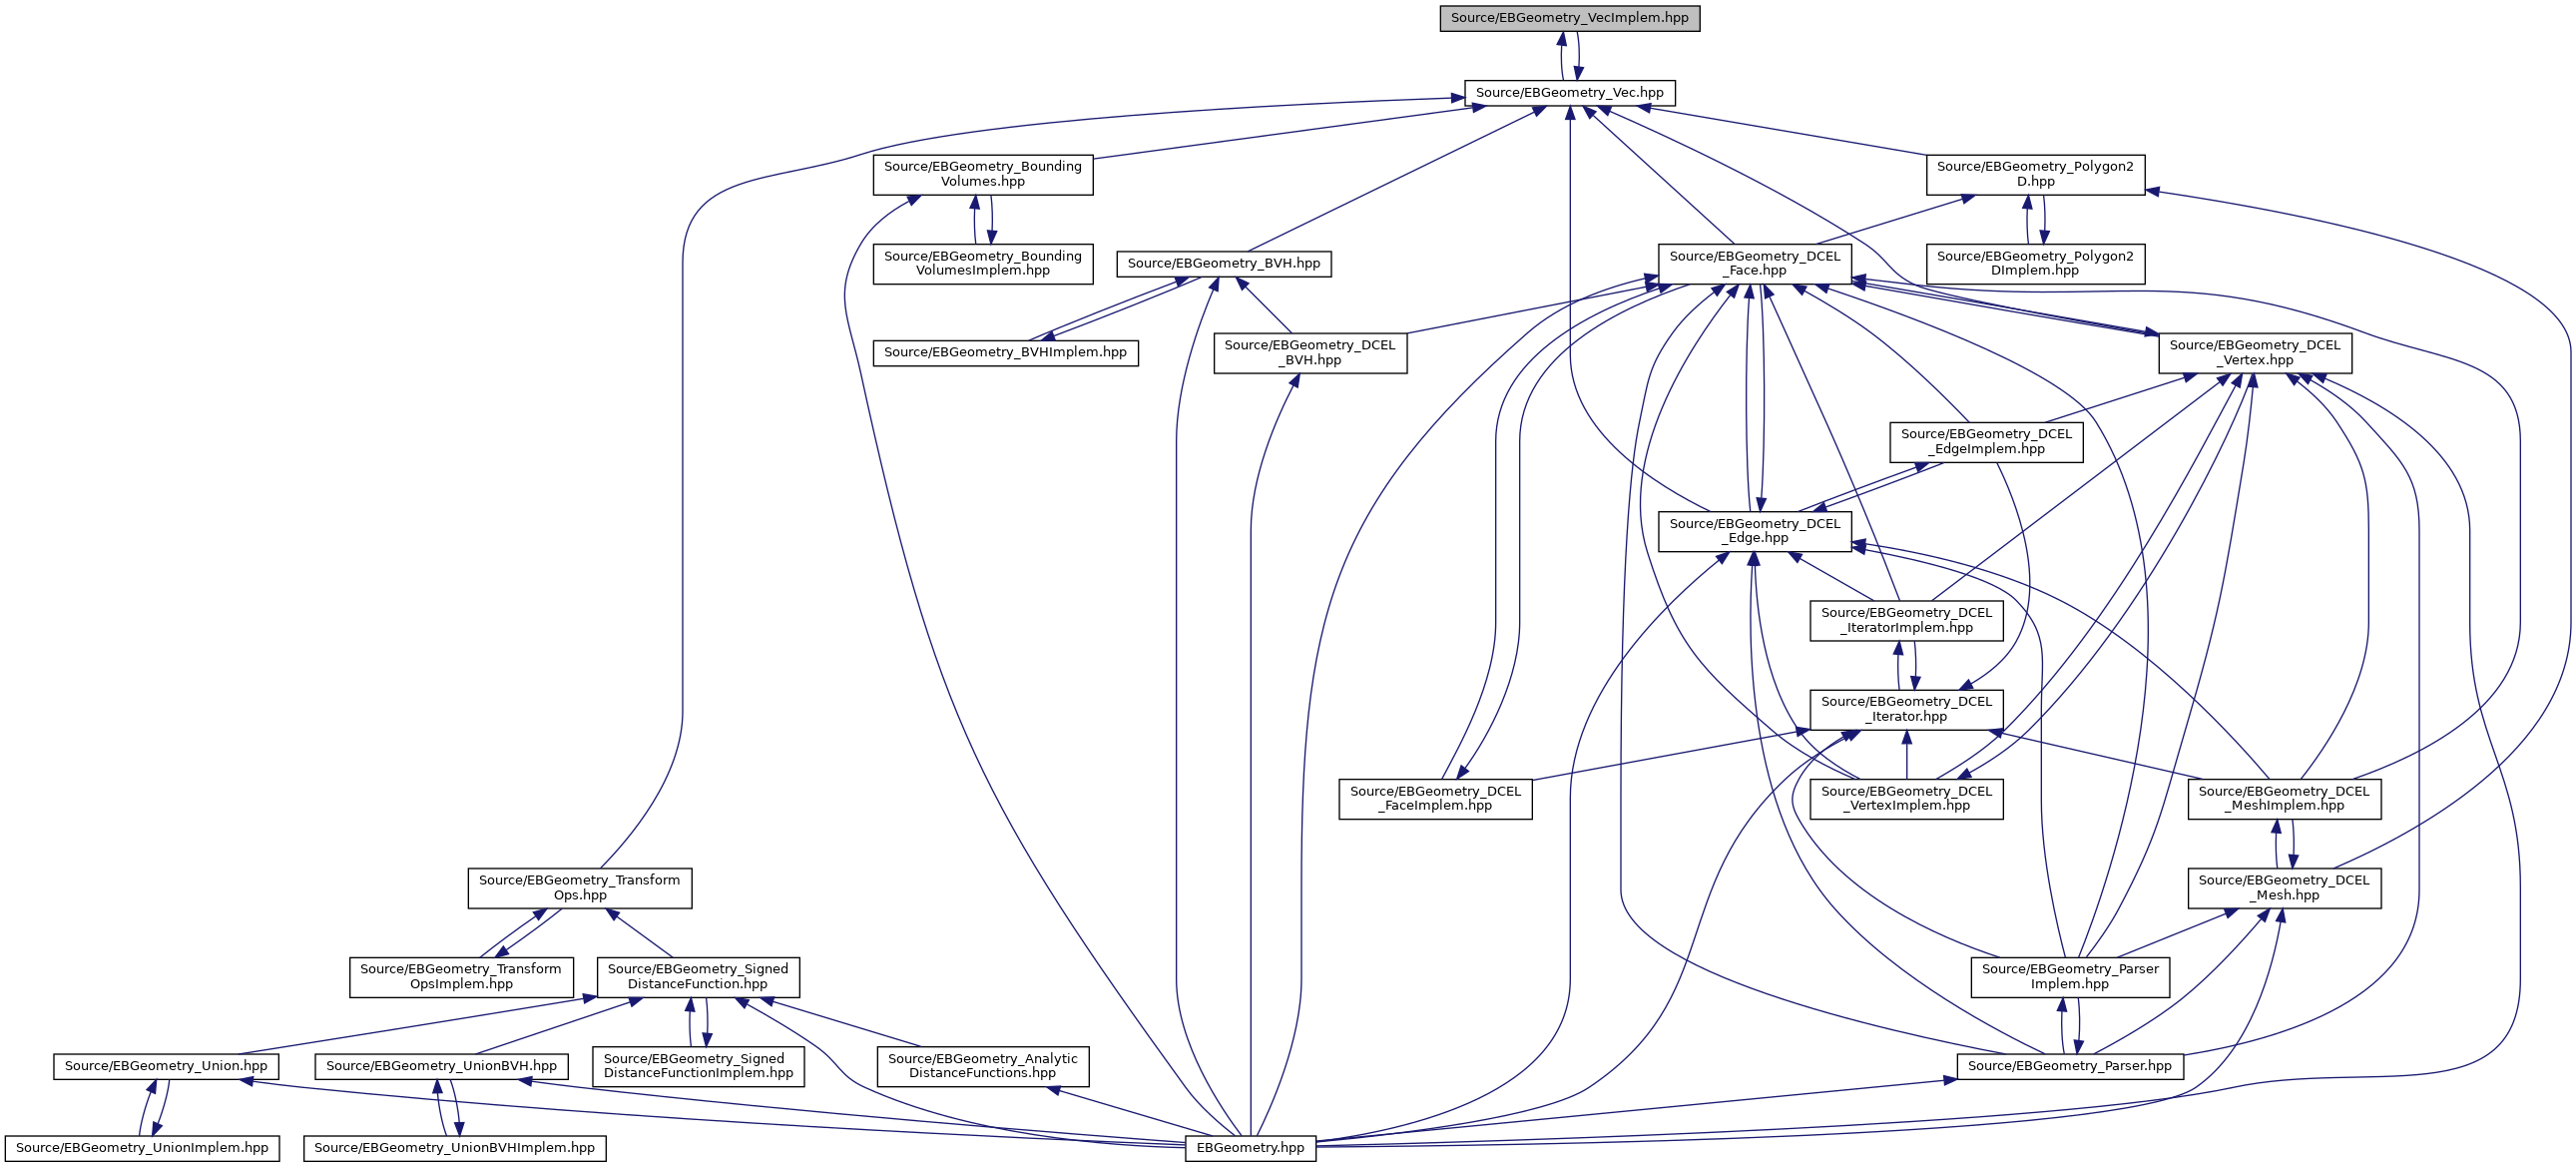 Source/EBGeometry_VecImplem.hpp
Source/EBGeometry_Vec.hpp
Source/EBGeometry_Bounding
Volumes.hpp
Source/EBGeometry_Polygon2
D.hpp
Source/EBGeometry_Bounding
VolumesImplem.hpp
Source/EBGeometry_BVH.hpp
Source/EBGeometry_DCEL
_Face.hpp
Source/EBGeometry_Polygon2
DImplem.hpp
Source/EBGeometry_BVHImplem.hpp
Source/EBGeometry_DCEL
_BVH.hpp
Source/EBGeometry_DCEL
_Vertex.hpp
Source/EBGeometry_DCEL
_EdgeImplem.hpp
Source/EBGeometry_DCEL
_Edge.hpp
Source/EBGeometry_DCEL
_IteratorImplem.hpp
Source/EBGeometry_DCEL
_Iterator.hpp
Source/EBGeometry_DCEL
_FaceImplem.hpp
Source/EBGeometry_DCEL
_VertexImplem.hpp
Source/EBGeometry_DCEL
_MeshImplem.hpp
Source/EBGeometry_Transform
Ops.hpp
Source/EBGeometry_DCEL
_Mesh.hpp
Source/EBGeometry_Transform
OpsImplem.hpp
Source/EBGeometry_Signed
DistanceFunction.hpp
Source/EBGeometry_Parser
Implem.hpp
Source/EBGeometry_Union.hpp
Source/EBGeometry_UnionBVH.hpp
Source/EBGeometry_Signed
DistanceFunctionImplem.hpp
Source/EBGeometry_Analytic
DistanceFunctions.hpp
Source/EBGeometry_Parser.hpp
Source/EBGeometry_UnionImplem.hpp
Source/EBGeometry_UnionBVHImplem.hpp
EBGeometry.hpp